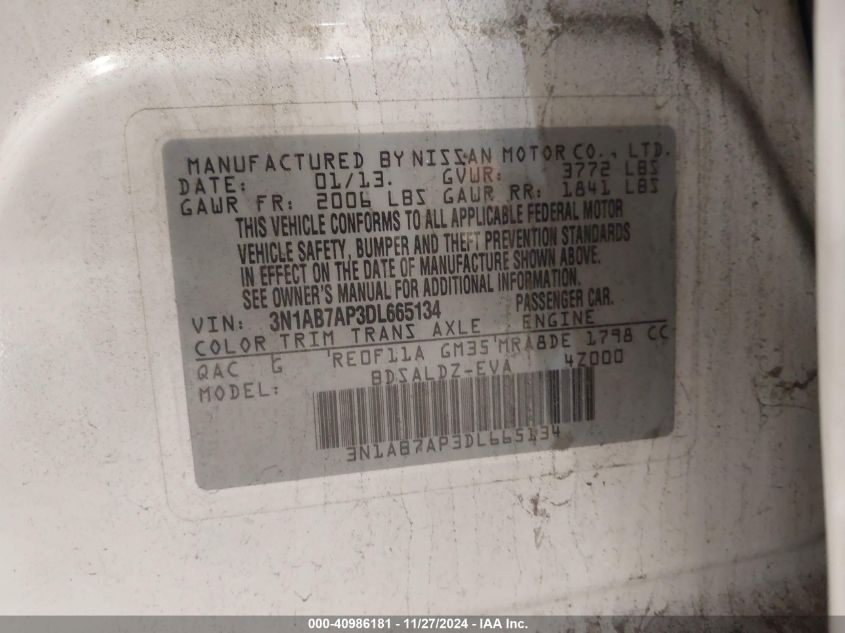 MANUFACTURED BY NISSAN MOTOR CO., LTD.
DATE: 01/13. GVWR: 3772 LBS
GAWR FR: 2006 LBS GAWR RR: 1841 LBS
THIS VEHICLE CONFORMS TO ALL APPLICABLE FEDERAL MOTOR
VEHICLE SAFETY, BUMPER AND THEFT PREVENTION STANDARDS
IN EFFECT ON THE DATE OF MANUFACTURE SHOWN ABOVE.
SEE OWNER'S MANUAL FOR ADDITIONAL INFORMATION.
VIN: 3N1AB7AP3DL665134 PASSENGER CAR.
COLOR TRIM TRANS AXLE ENGINE
QAC G RE0F11A GM35 MRA8DE 1798 CC
MODEL: BDSALDZ-EVA 4Z000
3N1AB7AP3DL665134
000-40986181 - 11/27/2024 - IAA Inc.